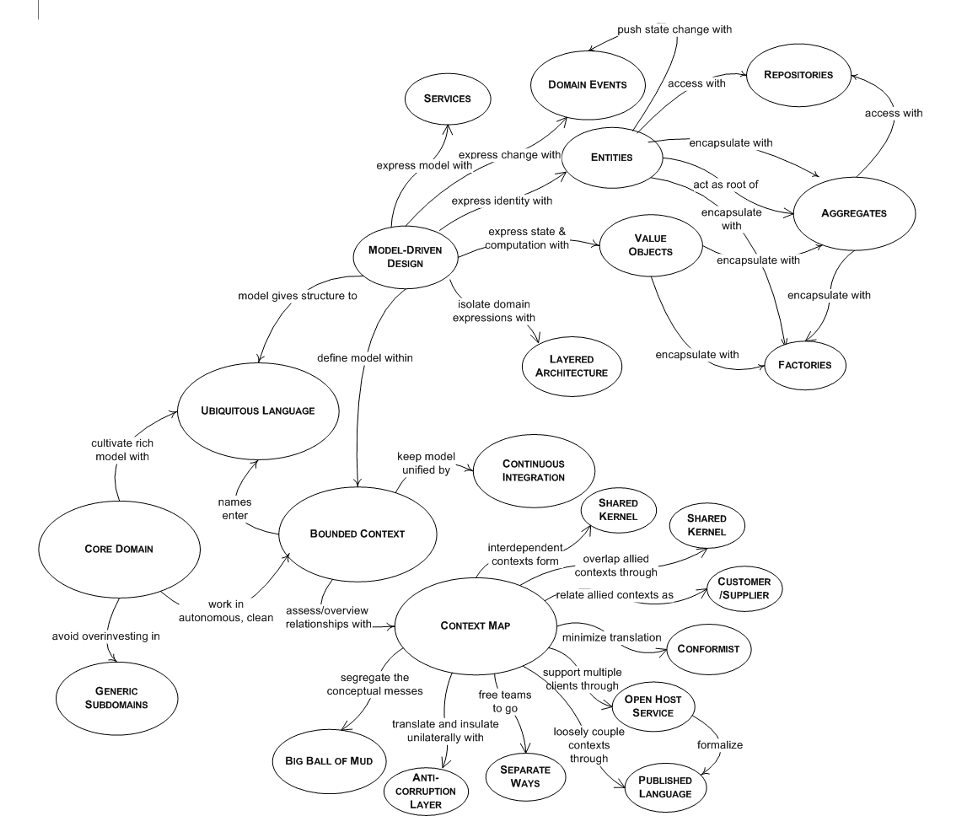 push state change with
DOMAIN EVENTS
REPOSITORIES
access with
SERVICES
access with
encapsulate with
express change with
ENTITIES
express model with
act as root of
express identity with
encapsulate
with
AGGREGATES
express state &
computation with
VALUE
OBJECTS
encapsulate with
MODEL-DRIVEN
DESIGN
model gives structure to
isolate domain
expressions with
encapsulate with
define model within
encapsulate with
LAYERED
ARCHITECTURE
FACTORIES
UBIQUITOUS LANGUAGE
cultivate rich
model with
keep model
unified by
CONTINUOUS
INTEGRATION
names
enter
SHARED
KERNEL
SHARED
KERNEL
BOUNDED CONTEXT
CORE DOMAIN
interdependent
contexts form
overlap allied
contexts through
CUSTOMER
/SUPPLIER
relate allied contexts as
work in
autonomous, clean
assess/overview
relationships with
CONTEXT MAP
avoid overinvesting in
minimize translation
CONFORMIST
segregate the
conceptual messes
support multiple
clients through
GENERIC
SUBDOMAINS
free teams
to go
OPEN HOST
SERVICE
translate and insulate
unilaterally with
loosely couple
contexts
through
formalize
BIG BALL OF MUD
ANTI-
CORRUPTION
LAYER
SEPARATE
WAYS
PUBLISHED
LANGUAGE